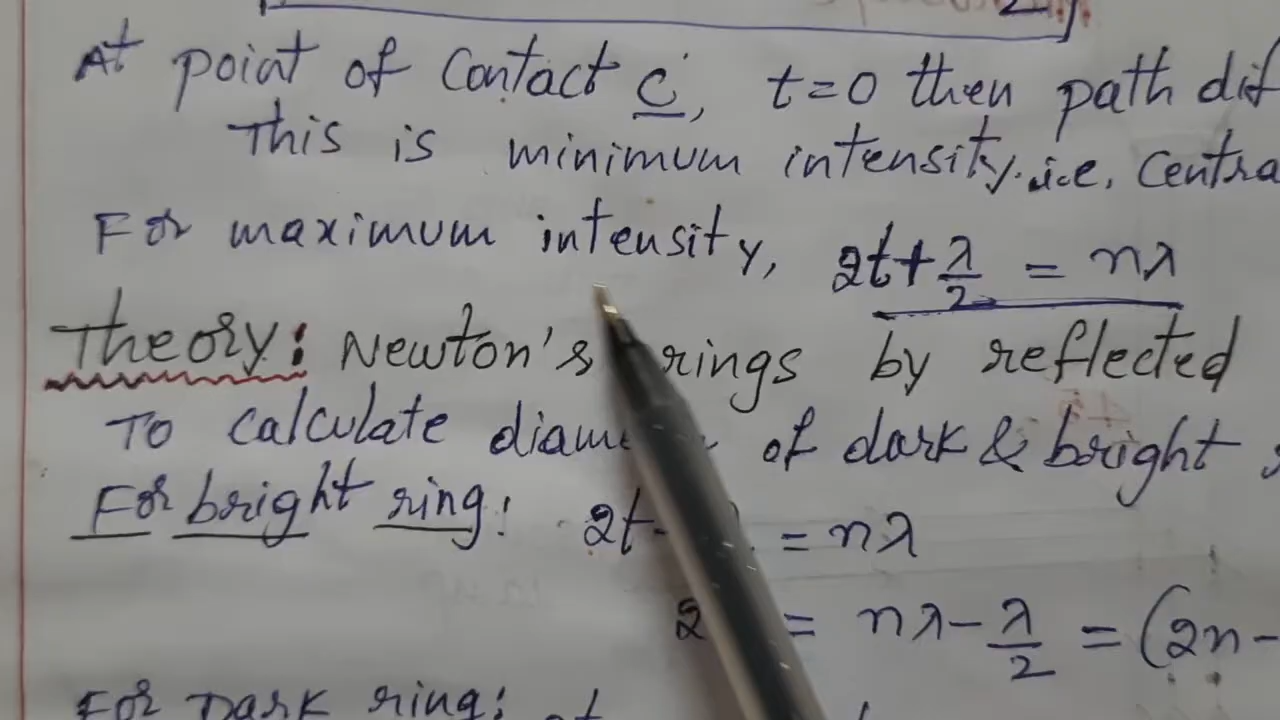 At point of Contact C, t=0 then path dif
This is minimum intensity. i.e. Centra
For maximum intensity, 2t+λ/2 = nλ
Theory: Newton's rings by reflected
To calculate diam of dark & bright
For bright ring: 2t = nλ
2 = nλ-λ/2 = (2n-
For Dark ring: